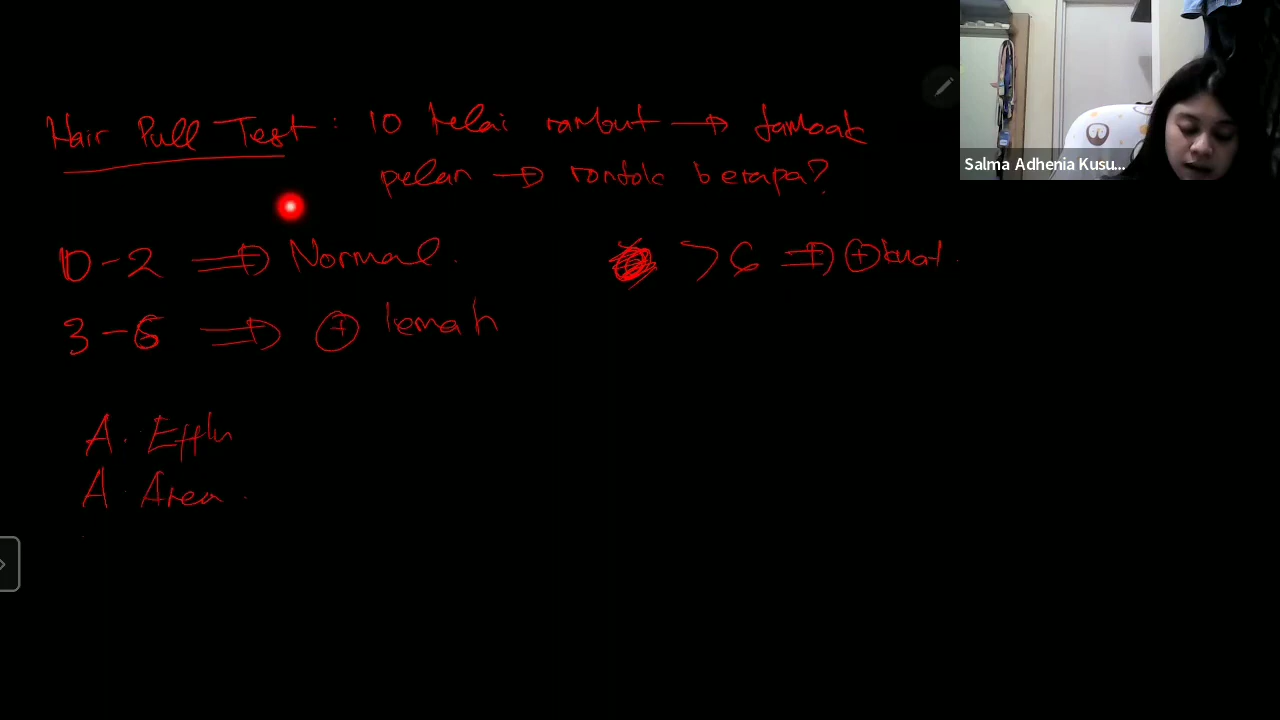 Hair Pull Test : 10 helai rambut → jambak
pelan → rontok berapa?
0-2 ⇒ Normal.
> 6 ⇒ ⊕ kuat.
3-6 ⇒ ⊕ lemah
A. Efflu
A. Area.
Salma Adhenia Kusu...